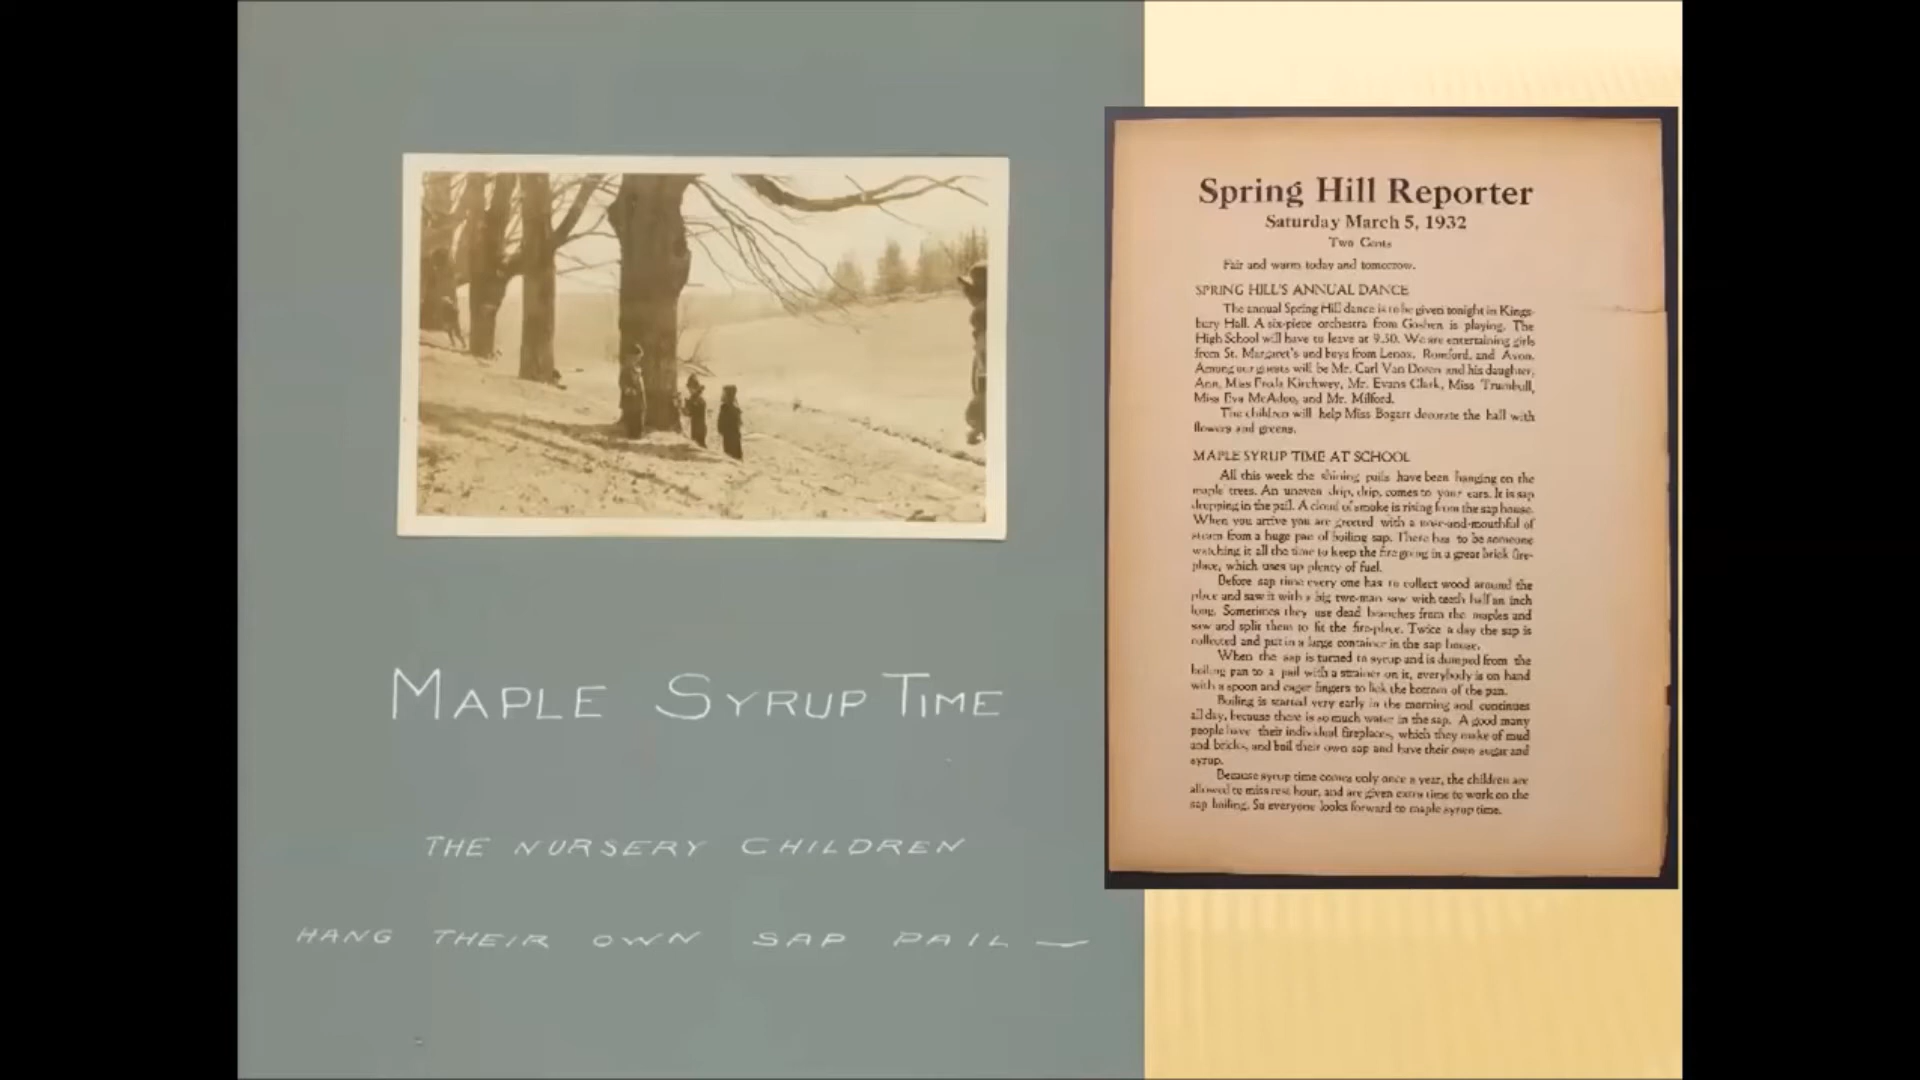 MAPLE SYRUP TIME
THE NURSERY CHILDREN
HANG THEIR OWN SAP PAIL —
Spring Hill Reporter
Saturday March 5, 1932
Two Cents
Fair and warm today and tomorrow.
SPRING HILL'S ANNUAL DANCE
The annual Spring Hill dance is to be given tonight in Kings-
bury Hall. A six-piece orchestra from Goshen is playing. The
High School will have to leave at 9.30. We are entertaining girls
from St. Margaret's and boys from Lenox, Romford, and Avon.
Among our guests will be Mr. Carl Van Doren and his daughter,
Ann, Miss Freda Kirchwey, Mr. Evans Clark, Miss Trumbull,
Miss Eva McAdoo, and Mr. Milford.
The children will help Miss Bogart decorate the hall with
flowers and greens.
MAPLE SYRUP TIME AT SCHOOL
All this week the shining pails have been hanging on the
maple trees. An uneven drip, drip, comes to your ears. It is sap
dropping in the pail. A cloud of smoke is rising from the sap house.
When you arrive you are greeted with a nose-and-mouthful of
steam from a huge pan of boiling sap. There has to be someone
watching it all the time to keep the fire going in a great brick fire-
place, which uses up plenty of fuel.
Before sap time every one has to collect wood around the
place and saw it with a big two-man saw with teeth half an inch
long. Sometimes they use dead branches from the maples and
saw and split them to fit the fire-place. Twice a day the sap is
collected and put in a large container in the sap house.
When the sap is turned to syrup and is dumped from the
boiling pan to a pail with a strainer on it, everybody is on hand
with a spoon and eager fingers to lick the bottom of the pan.
Boiling is started very early in the morning and continues
all day, because there is so much water in the sap. A good many
people have their individual fireplaces, which they make of mud
and bricks, and boil their own sap and have their own sugar and
syrup.
Because syrup time comes only once a year, the children are
allowed to miss rest hour, and are given extra time to work on the
sap boiling. So everyone looks forward to maple syrup time.